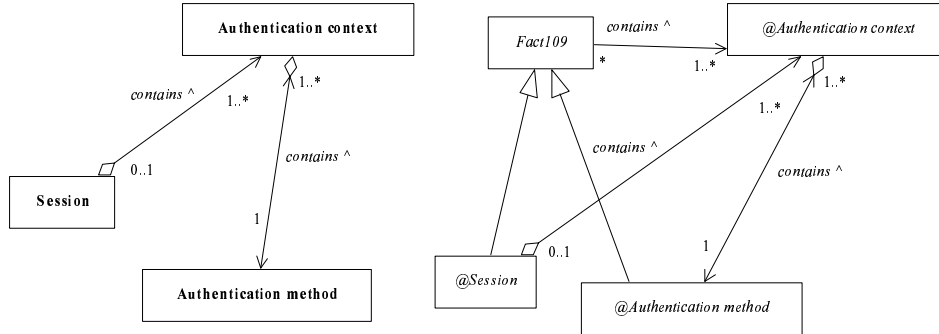 Authentication context
1..*
contains ^
1..*
contains ^
0..1
Session
1
Authentication method
Fact109
contains ^
*
1..*
@Authentication context
1..*
1..*
contains ^
contains ^
0..1
1
@Session
@Authentication method